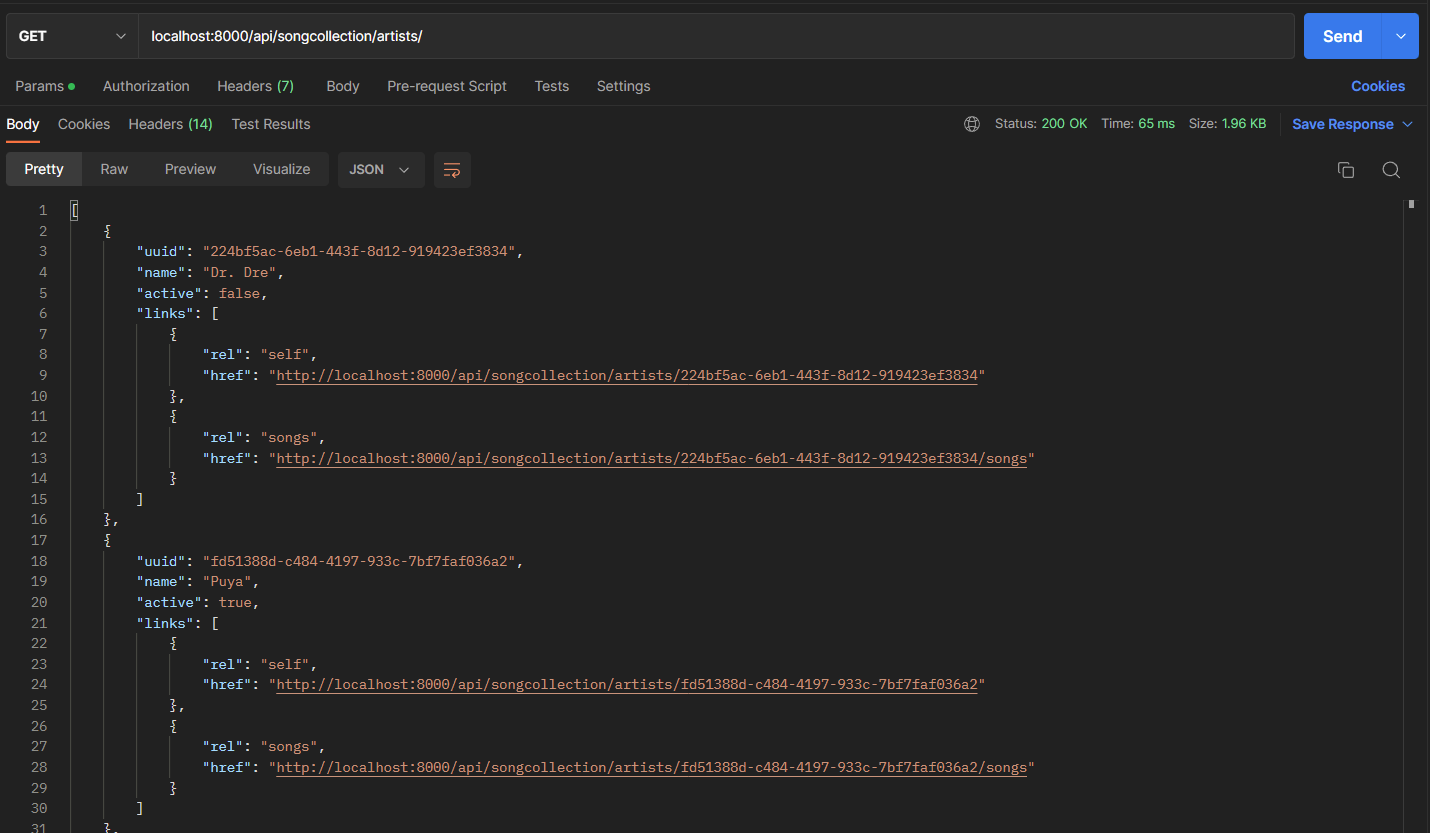 GET localhost:8000/api/songcollection/artists/ Send
Params Authorization Headers (7) Body Pre-request Script Tests Settings Cookies
Body Cookies Headers (14) Test Results Status: 200 OK Time: 65 ms Size: 1.96 KB Save Response
Pretty Raw Preview Visualize JSON
1 [
2 {
3 "uuid": "224bf5ac-6eb1-443f-8d12-919423ef3834",
4 "name": "Dr. Dre",
5 "active": false,
6 "links": [
7 {
8 "rel": "self",
9 "href": "http://localhost:8000/api/songcollection/artists/224bf5ac-6eb1-443f-8d12-919423ef3834"
10 },
11 {
12 "rel": "songs",
13 "href": "http://localhost:8000/api/songcollection/artists/224bf5ac-6eb1-443f-8d12-919423ef3834/songs"
14 }
15 ]
16 },
17 {
18 "uuid": "fd51388d-c484-4197-933c-7bf7faf036a2",
19 "name": "Puya",
20 "active": true,
21 "links": [
22 {
23 "rel": "self",
24 "href": "http://localhost:8000/api/songcollection/artists/fd51388d-c484-4197-933c-7bf7faf036a2"
25 },
26 {
27 "rel": "songs",
28 "href": "http://localhost:8000/api/songcollection/artists/fd51388d-c484-4197-933c-7bf7faf036a2/songs"
29 }
30 ]
31 },